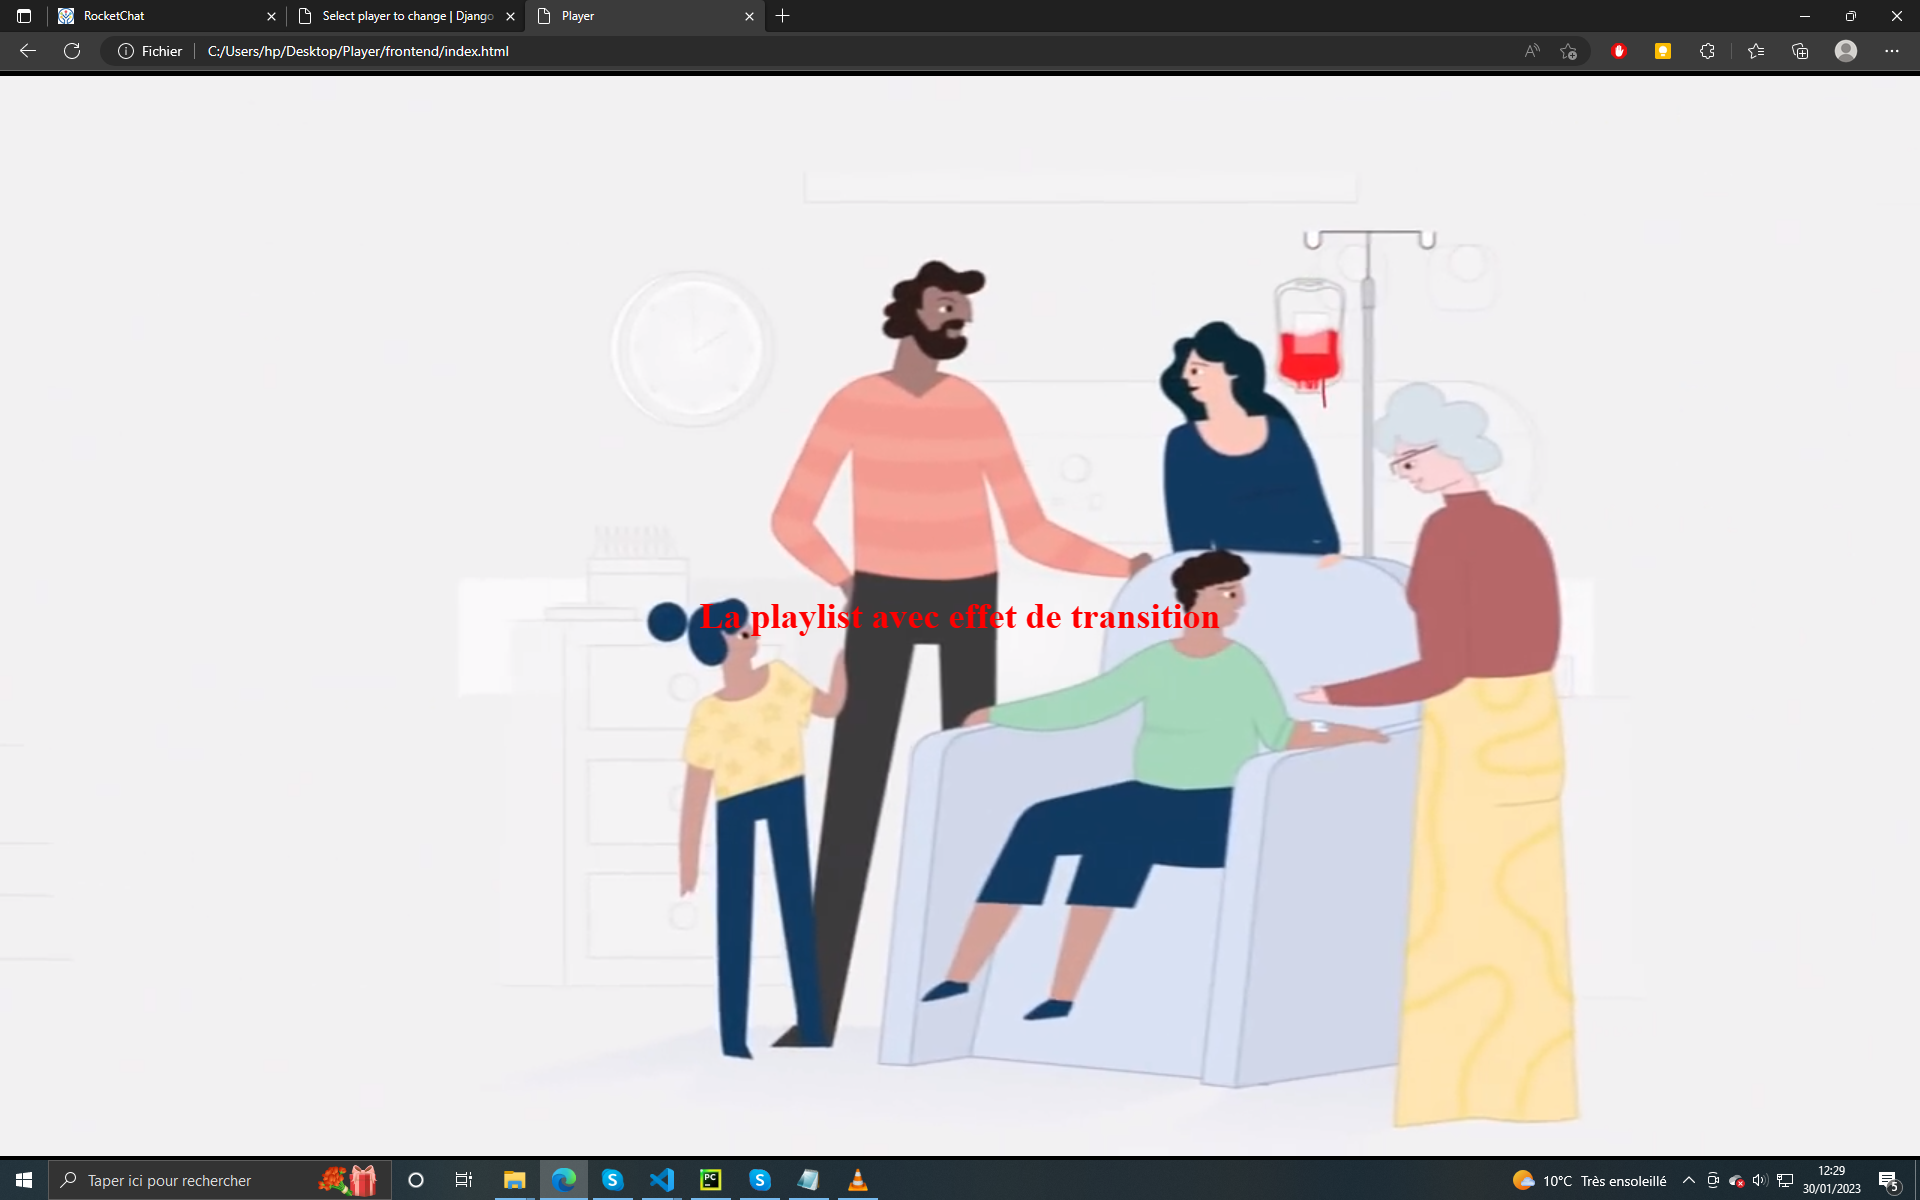 RocketChat
Select player to change | Django
Player
Fichier
C:/Users/hp/Desktop/Player/frontend/index.html
La playlist avec effet de transition
Taper ici pour rechercher
10°C Très ensoleillé
12:29
30/01/2023
5